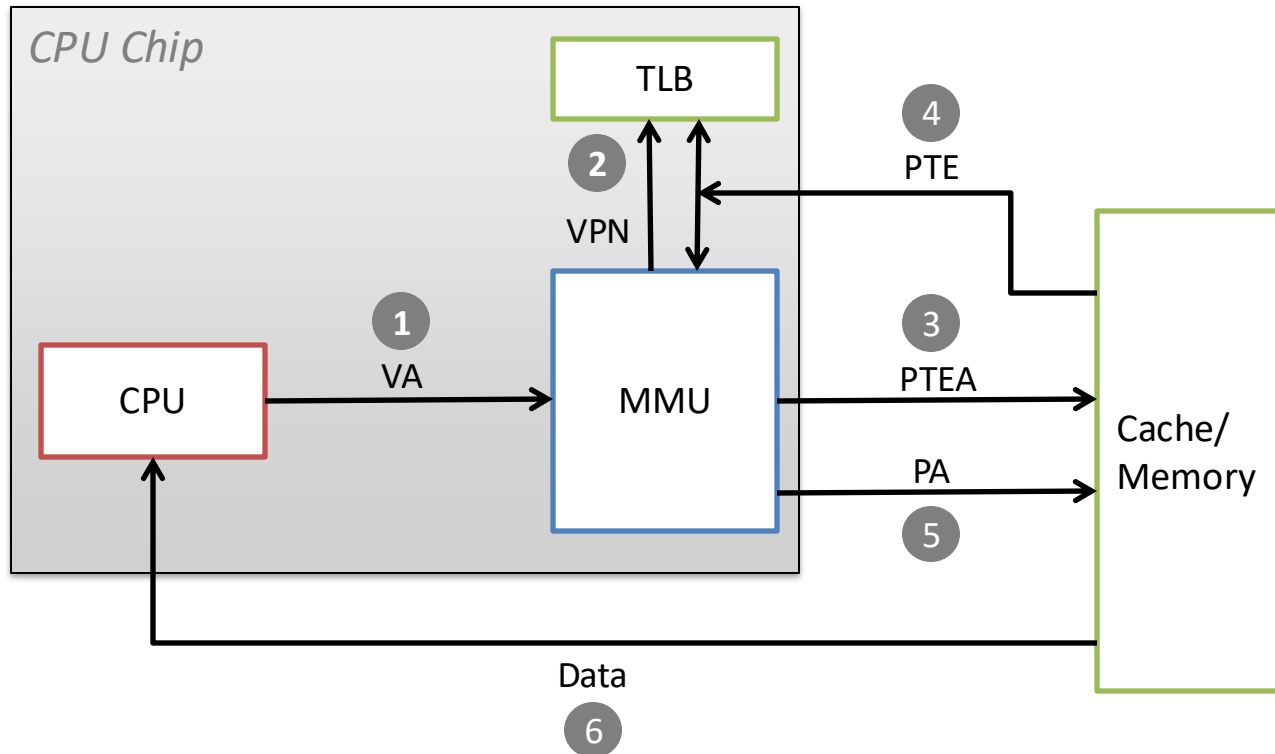 CPU Chip
TLB
4
PTE
2
VPN
1
VA
3
PTEA
CPU
MMU
Cache/
Memory
PA
5
Data
6